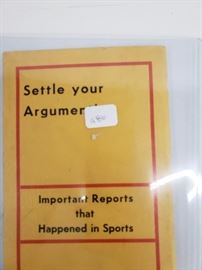 Settle your
Important Reports
that
Happened in Sports